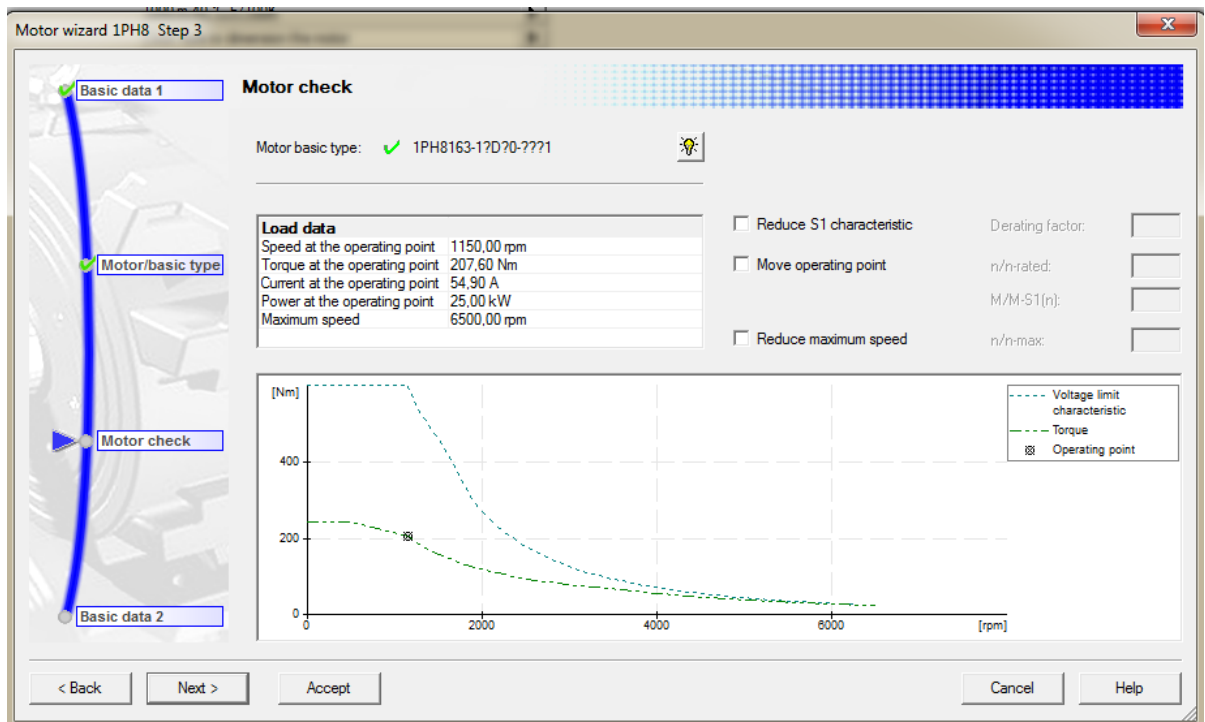 Motor wizard 1PH8 Step 3
Basic data 1
Motor check
Motor basic type: 1PH8163-1?D?0-???1
Load data
Speed at the operating point 1150,00 rpm
Torque at the operating point 207,60 Nm
Current at the operating point 54,90 A
Power at the operating point 25,00 kW
Maximum speed 6500,00 rpm
Reduce S1 characteristic
Derating factor:
Motor/basic type
Move operating point
n/n-rated:
M/M-S1(n):
Reduce maximum speed
n/n-max:
[Nm]
400
200
0
0 2000 4000 6000 [rpm]
Voltage limit
characteristic
Torque
Operating point
Motor check
Basic data 2
< Back
Next >
Accept
Cancel
Help